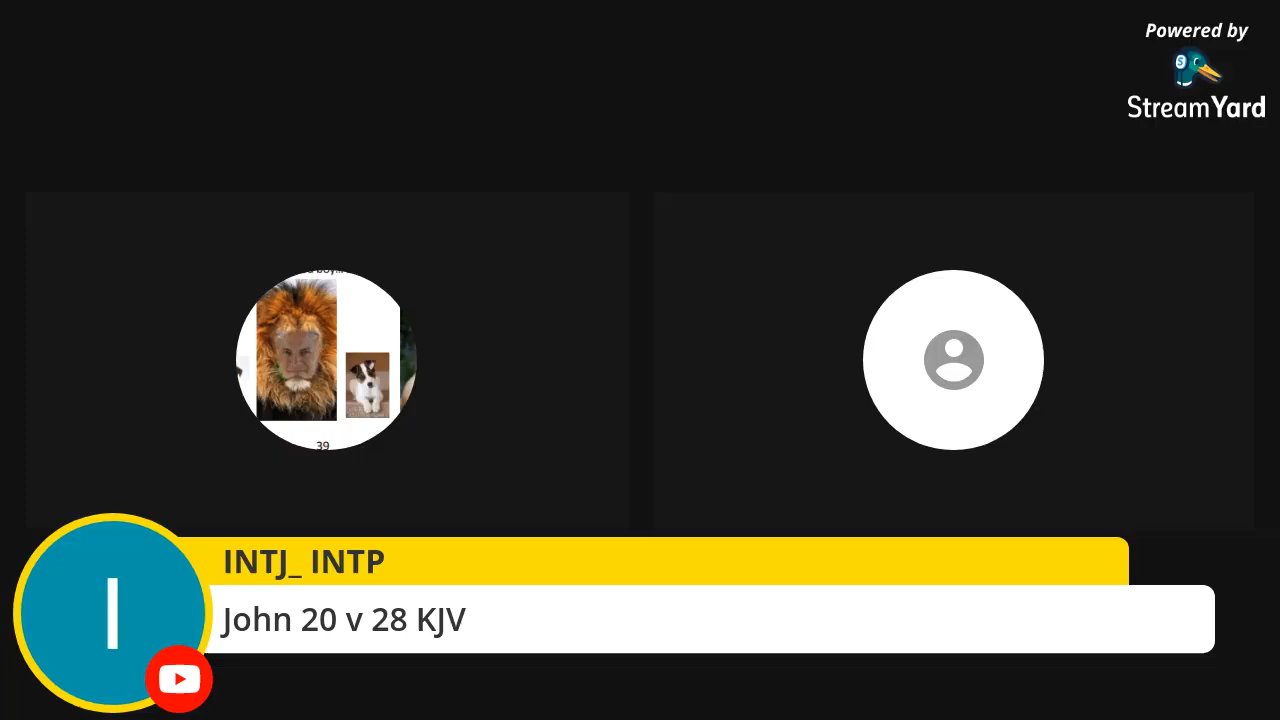 Powered by
StreamYard
39
I
INTJ_ INTP
John 20 v 28 KJV